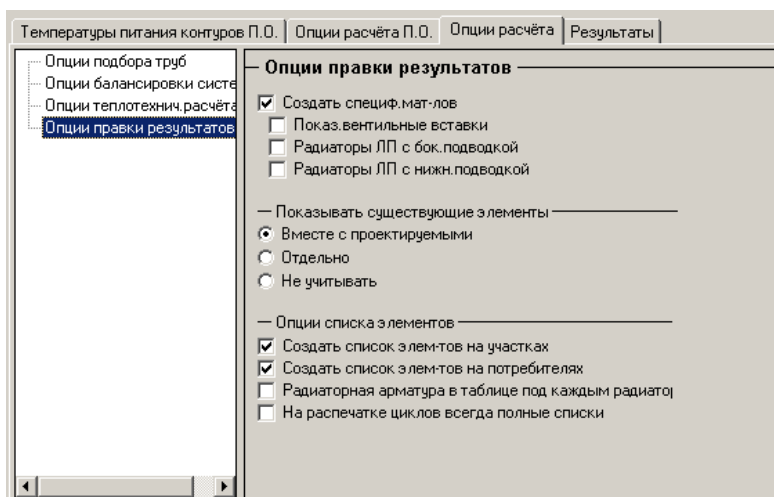 Температуры питания контуров П.О. Опции расчёта П.О. Опции расчёта Результаты
Опции подбора труб
Опции балансировки систе
Опции теплотехнич.расчёта
Опции правки результатов
Опции правки результатов
Создать специф.мат-лов
Показ.вентильные вставки
Радиаторы ЛП с бок.подводкой
Радиаторы ЛП с нижн.подводкой
Показывать существующие элементы
Вместе с проектируемыми
Отдельно
Не учитывать
Опции списка элементов
Создать список элем-тов на участках
Создать список элем-тов на потребителях
Радиаторная арматура в таблице под каждым радиато
На распечатке циклов всегда полные списки